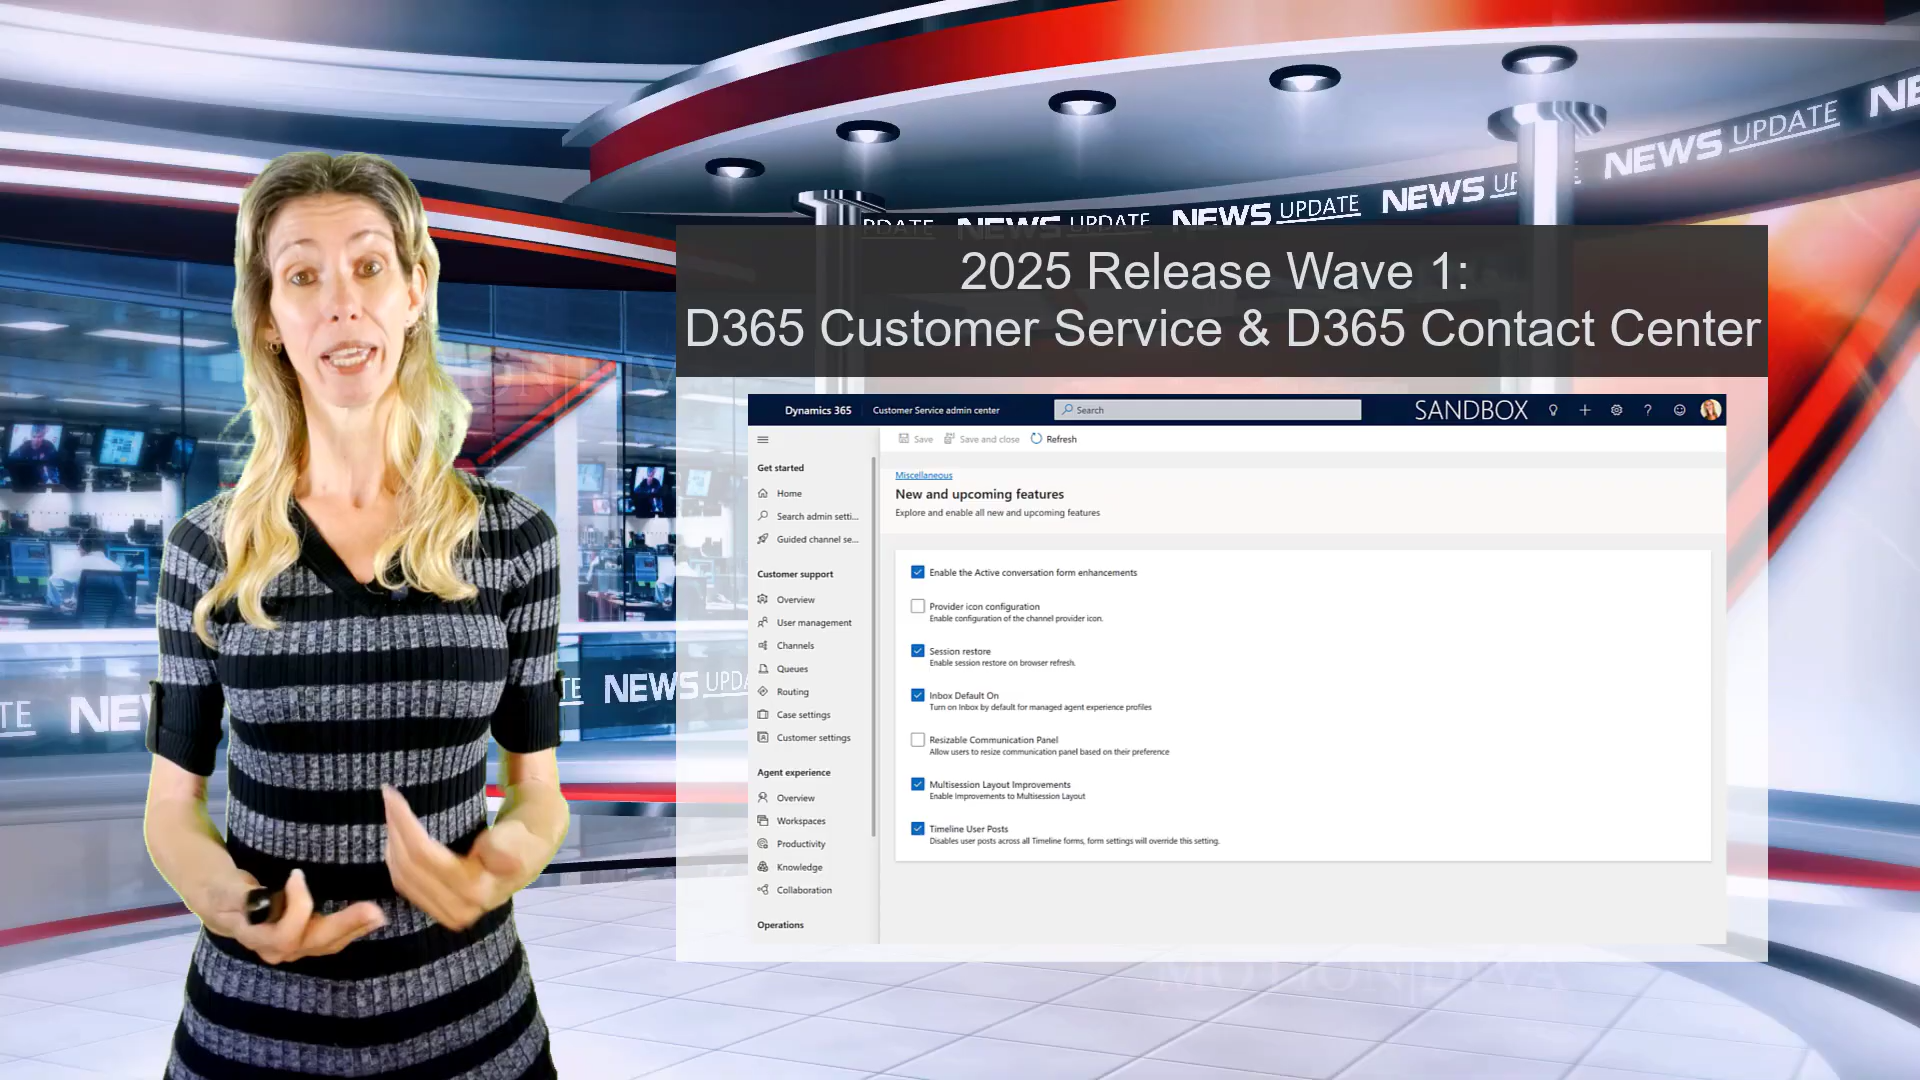 NEWS UPDATE
NEWS
UPDATE
NEWS UPDATE
NEWS UPDATE
NEWS
2025 Release Wave 1:
D365 Customer Service & D365 Contact Center
Dynamics 365
Customer Service admin center
Search
SANDBOX
Save
Save and close
Refresh
Get started
Home
Search admin setti...
Guided channel se...
Customer support
Overview
User management
Channels
Queues
Routing
Case settings
Customer settings
Agent experience
Overview
Workspaces
Productivity
Knowledge
Collaboration
Operations
Miscellaneous
New and upcoming features
Explore and enable all new and upcoming features
Enable the Active conversation form enhancements
Provider icon configuration
Enable configuration of the channel provider icon.
Session restore
Enable session restore on browser refresh.
Inbox Default On
Turn on Inbox by default for managed agent experience profiles
Resizable Communication Panel
Allow users to resize communication panel based on their preference
Multisession Layout Improvements
Enable Improvements to Multisession Layout
Timeline User Posts
Disables user posts across all Timeline forms, form settings will override this setting.
NEWS
MOTION|DIVA